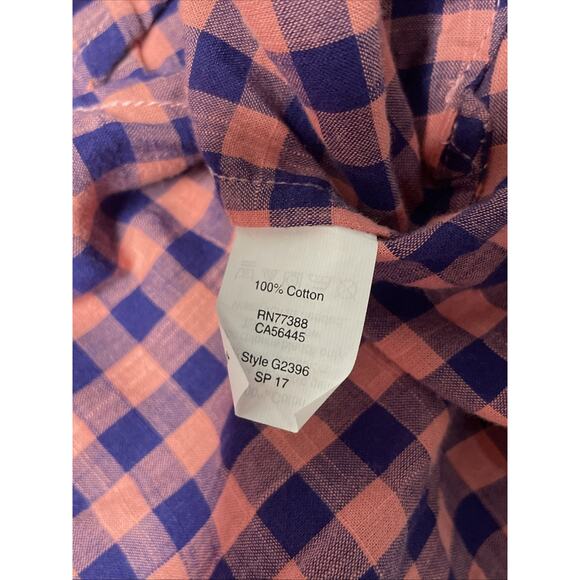 100% Cotton
RN77388
CA56445
Style G2396
SP 17